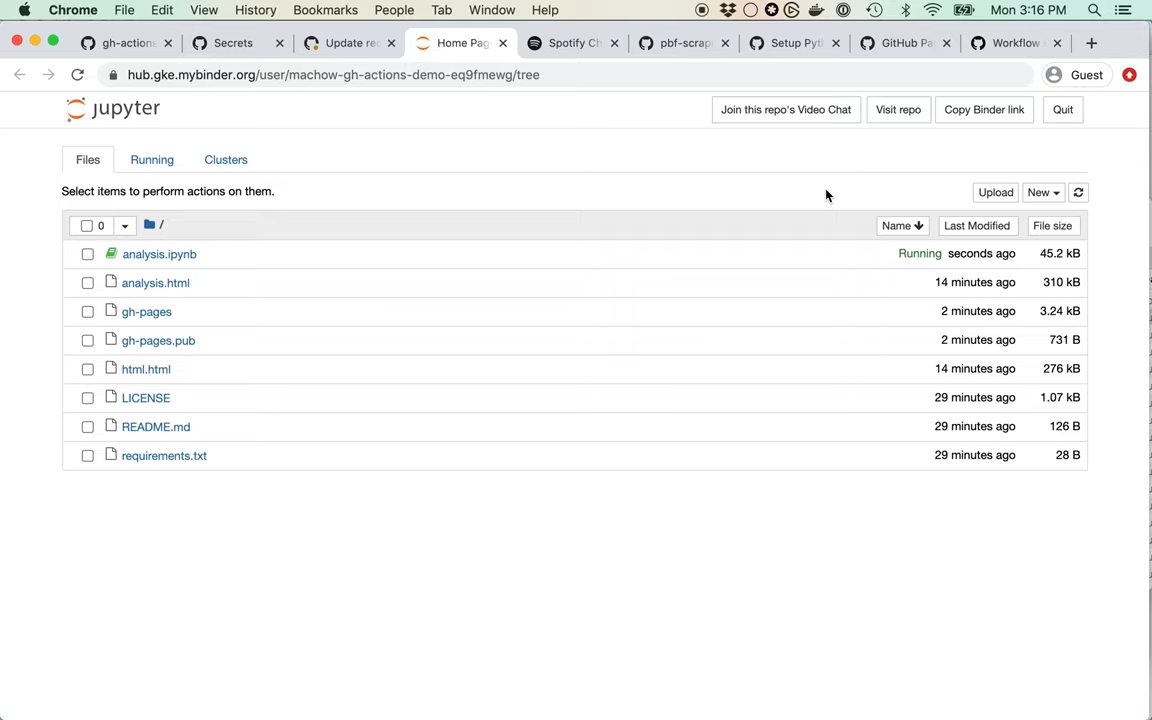 Chrome File Edit View History Bookmarks People Tab Window Help Mon 3:16 PM
gh-actions Secrets Update re Home Pag Spotify Ch pbf-scrap Setup Pyt GitHub Pa Workflow
hub.gke.mybinder.org/user/machow-gh-actions-demo-eq9fmewg/tree Guest
jupyter Join this repo's Video Chat Visit repo Copy Binder link Quit
Files Running Clusters
Select items to perform actions on them. Upload New
0 / Name Last Modified File size
analysis.ipynb Running seconds ago 45.2 kB
analysis.html 14 minutes ago 310 kB
gh-pages 2 minutes ago 3.24 kB
gh-pages.pub 2 minutes ago 731 B
html.html 14 minutes ago 276 kB
LICENSE 29 minutes ago 1.07 kB
README.md 29 minutes ago 126 B
requirements.txt 29 minutes ago 28 B